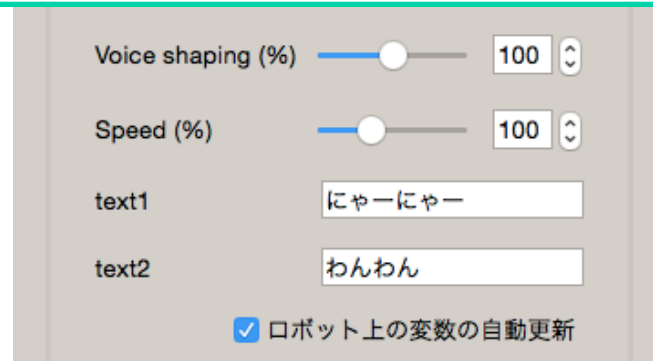 Voice shaping (%) 100
Speed (%) 100
text1 にゃーにゃー
text2 わんわん
ロボット上の変数の自動更新